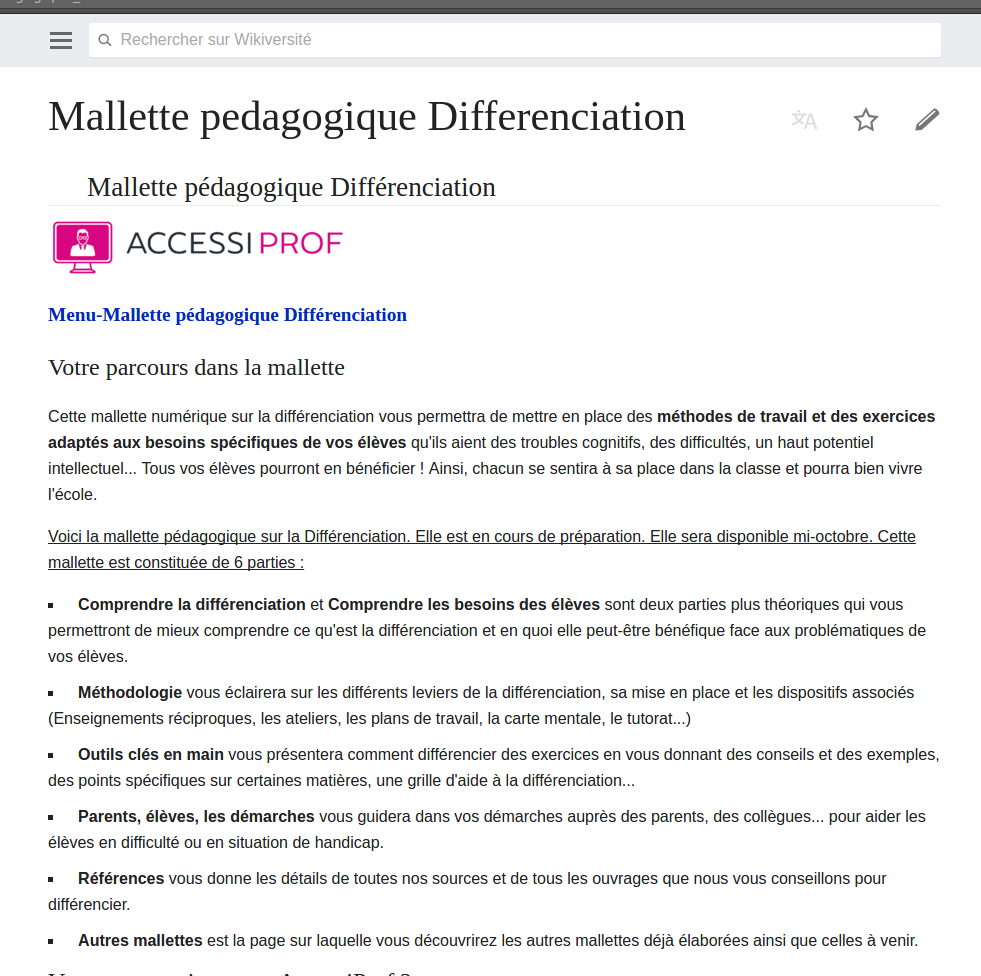 Rechercher sur Wikiversité
Mallette pedagogique Differenciation
Mallette pédagogique Différenciation
ACCESSIPROF
Menu-Mallette pédagogique Différenciation
Votre parcours dans la mallette
Cette mallette numérique sur la différenciation vous permettra de mettre en place des méthodes de travail et des exercices
adaptés aux besoins spécifiques de vos élèves qu'ils aient des troubles cognitifs, des difficultés, un haut potentiel
intellectuel... Tous vos élèves pourront en bénéficier ! Ainsi, chacun se sentira à sa place dans la classe et pourra bien vivre
l'école.
Voici la mallette pédagogique sur la Différenciation. Elle est en cours de préparation. Elle sera disponible mi-octobre. Cette
mallette est constituée de 6 parties :
Comprendre la différenciation et Comprendre les besoins des élèves sont deux parties plus théoriques qui vous
permettront de mieux comprendre ce qu'est la différenciation et en quoi elle peut-être bénéfique face aux problématiques de
vos élèves.
Méthodologie vous éclairera sur les différents leviers de la différenciation, sa mise en place et les dispositifs associés
(Enseignements réciproques, les ateliers, les plans de travail, la carte mentale, le tutorat...)
Outils clés en main vous présentera comment différencier des exercices en vous donnant des conseils et des exemples,
des points spécifiques sur certaines matières, une grille d'aide à la différenciation...
Parents, élèves, les démarches vous guidera dans vos démarches auprès des parents, des collègues... pour aider les
élèves en difficulté ou en situation de handicap.
Références vous donne les détails de toutes nos sources et de tous les ouvrages que nous vous conseillons pour
différencier.
Autres mallettes est la page sur laquelle vous découvrirez les autres mallettes déjà élaborées ainsi que celles à venir.